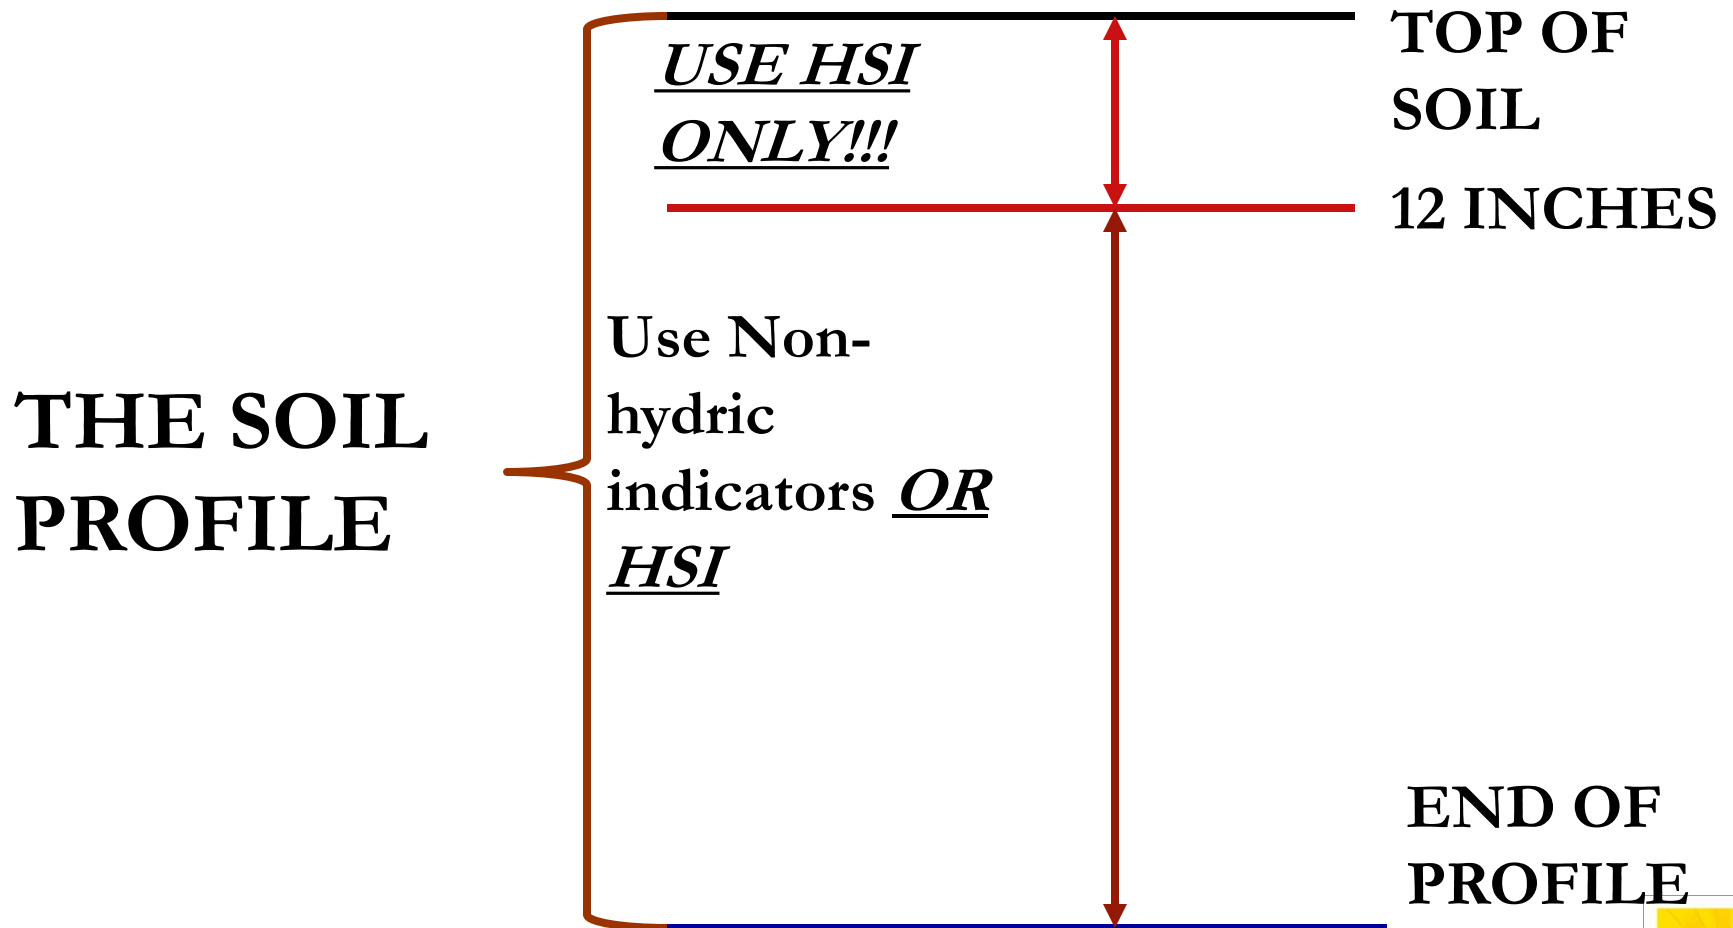 TOP OF
SOIL
USE HSI
ONLY!!!
12 INCHES
Use Non-
hydric
indicators OR
HSI
THE SOIL
PROFILE
END OF
PROFILE